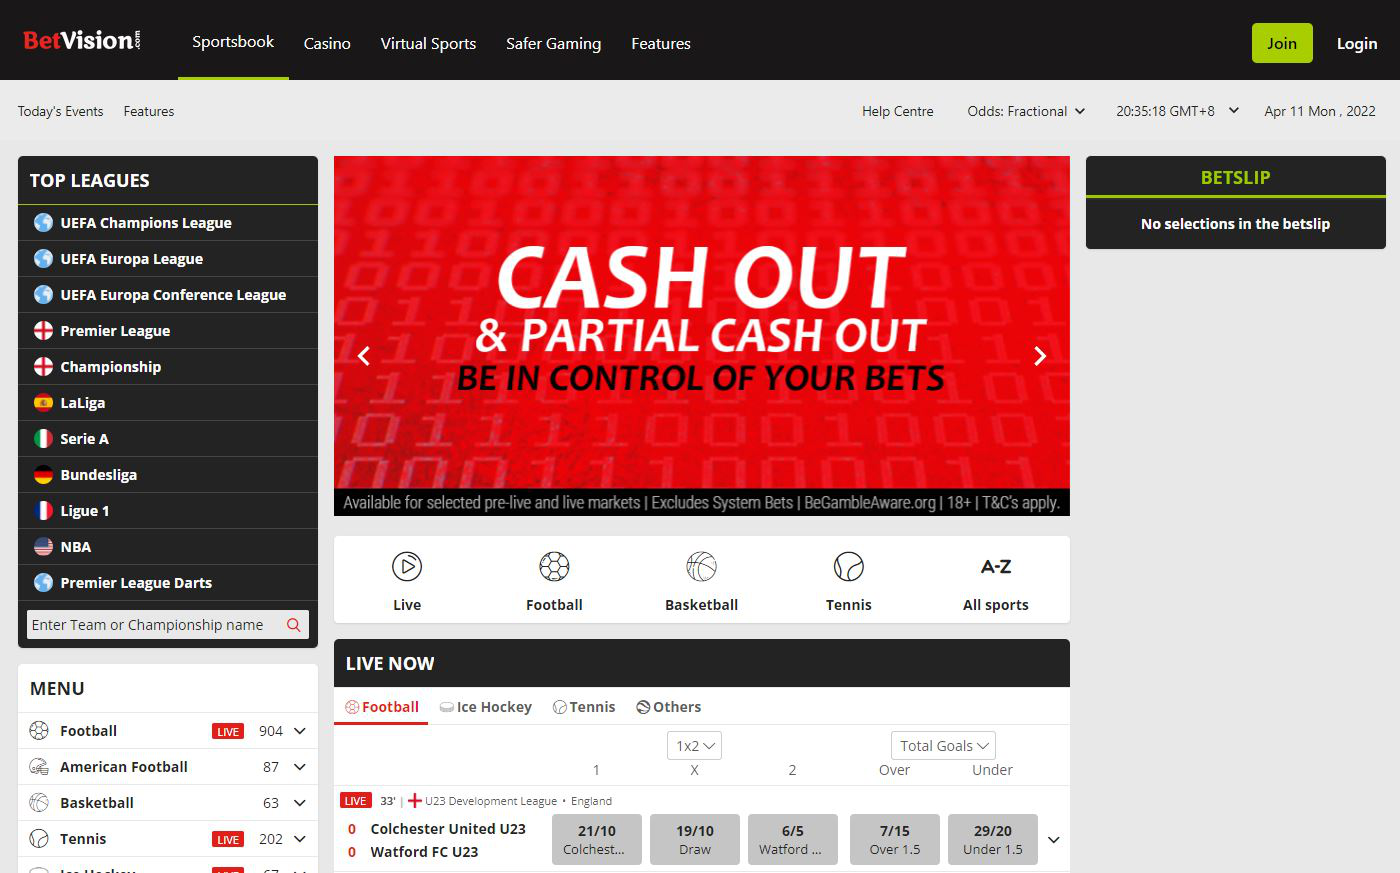 BetVision.com
Sportsbook
Casino
Virtual Sports
Safer Gaming
Features
Join
Login
Today's Events
Features
Help Centre
Odds: Fractional
20:35:18 GMT+8
Apr 11 Mon , 2022
TOP LEAGUES
UEFA Champions League
UEFA Europa League
UEFA Europa Conference League
Premier League
Championship
LaLiga
Serie A
Bundesliga
Ligue 1
NBA
Premier League Darts
Enter Team or Championship name
MENU
Football LIVE 904
American Football 87
Basketball 63
Tennis LIVE 202
CASH OUT
& PARTIAL CASH OUT
BE IN CONTROL OF YOUR BETS
Available for selected pre-live and live markets | Excludes System Bets | BeGambleAware.org | 18+ | T&C's apply.
Live
Football
Basketball
Tennis
A-Z
All sports
LIVE NOW
Football
Ice Hockey
Tennis
Others
1x2
Total Goals
1 X 2 Over Under
LIVE 33' | U23 Development League • England
0 Colchester United U23
0 Watford FC U23
21/10
Colchest...
19/10
Draw
6/5
Watford ...
7/15
Over 1.5
29/20
Under 1.5
BETSLIP
No selections in the betslip